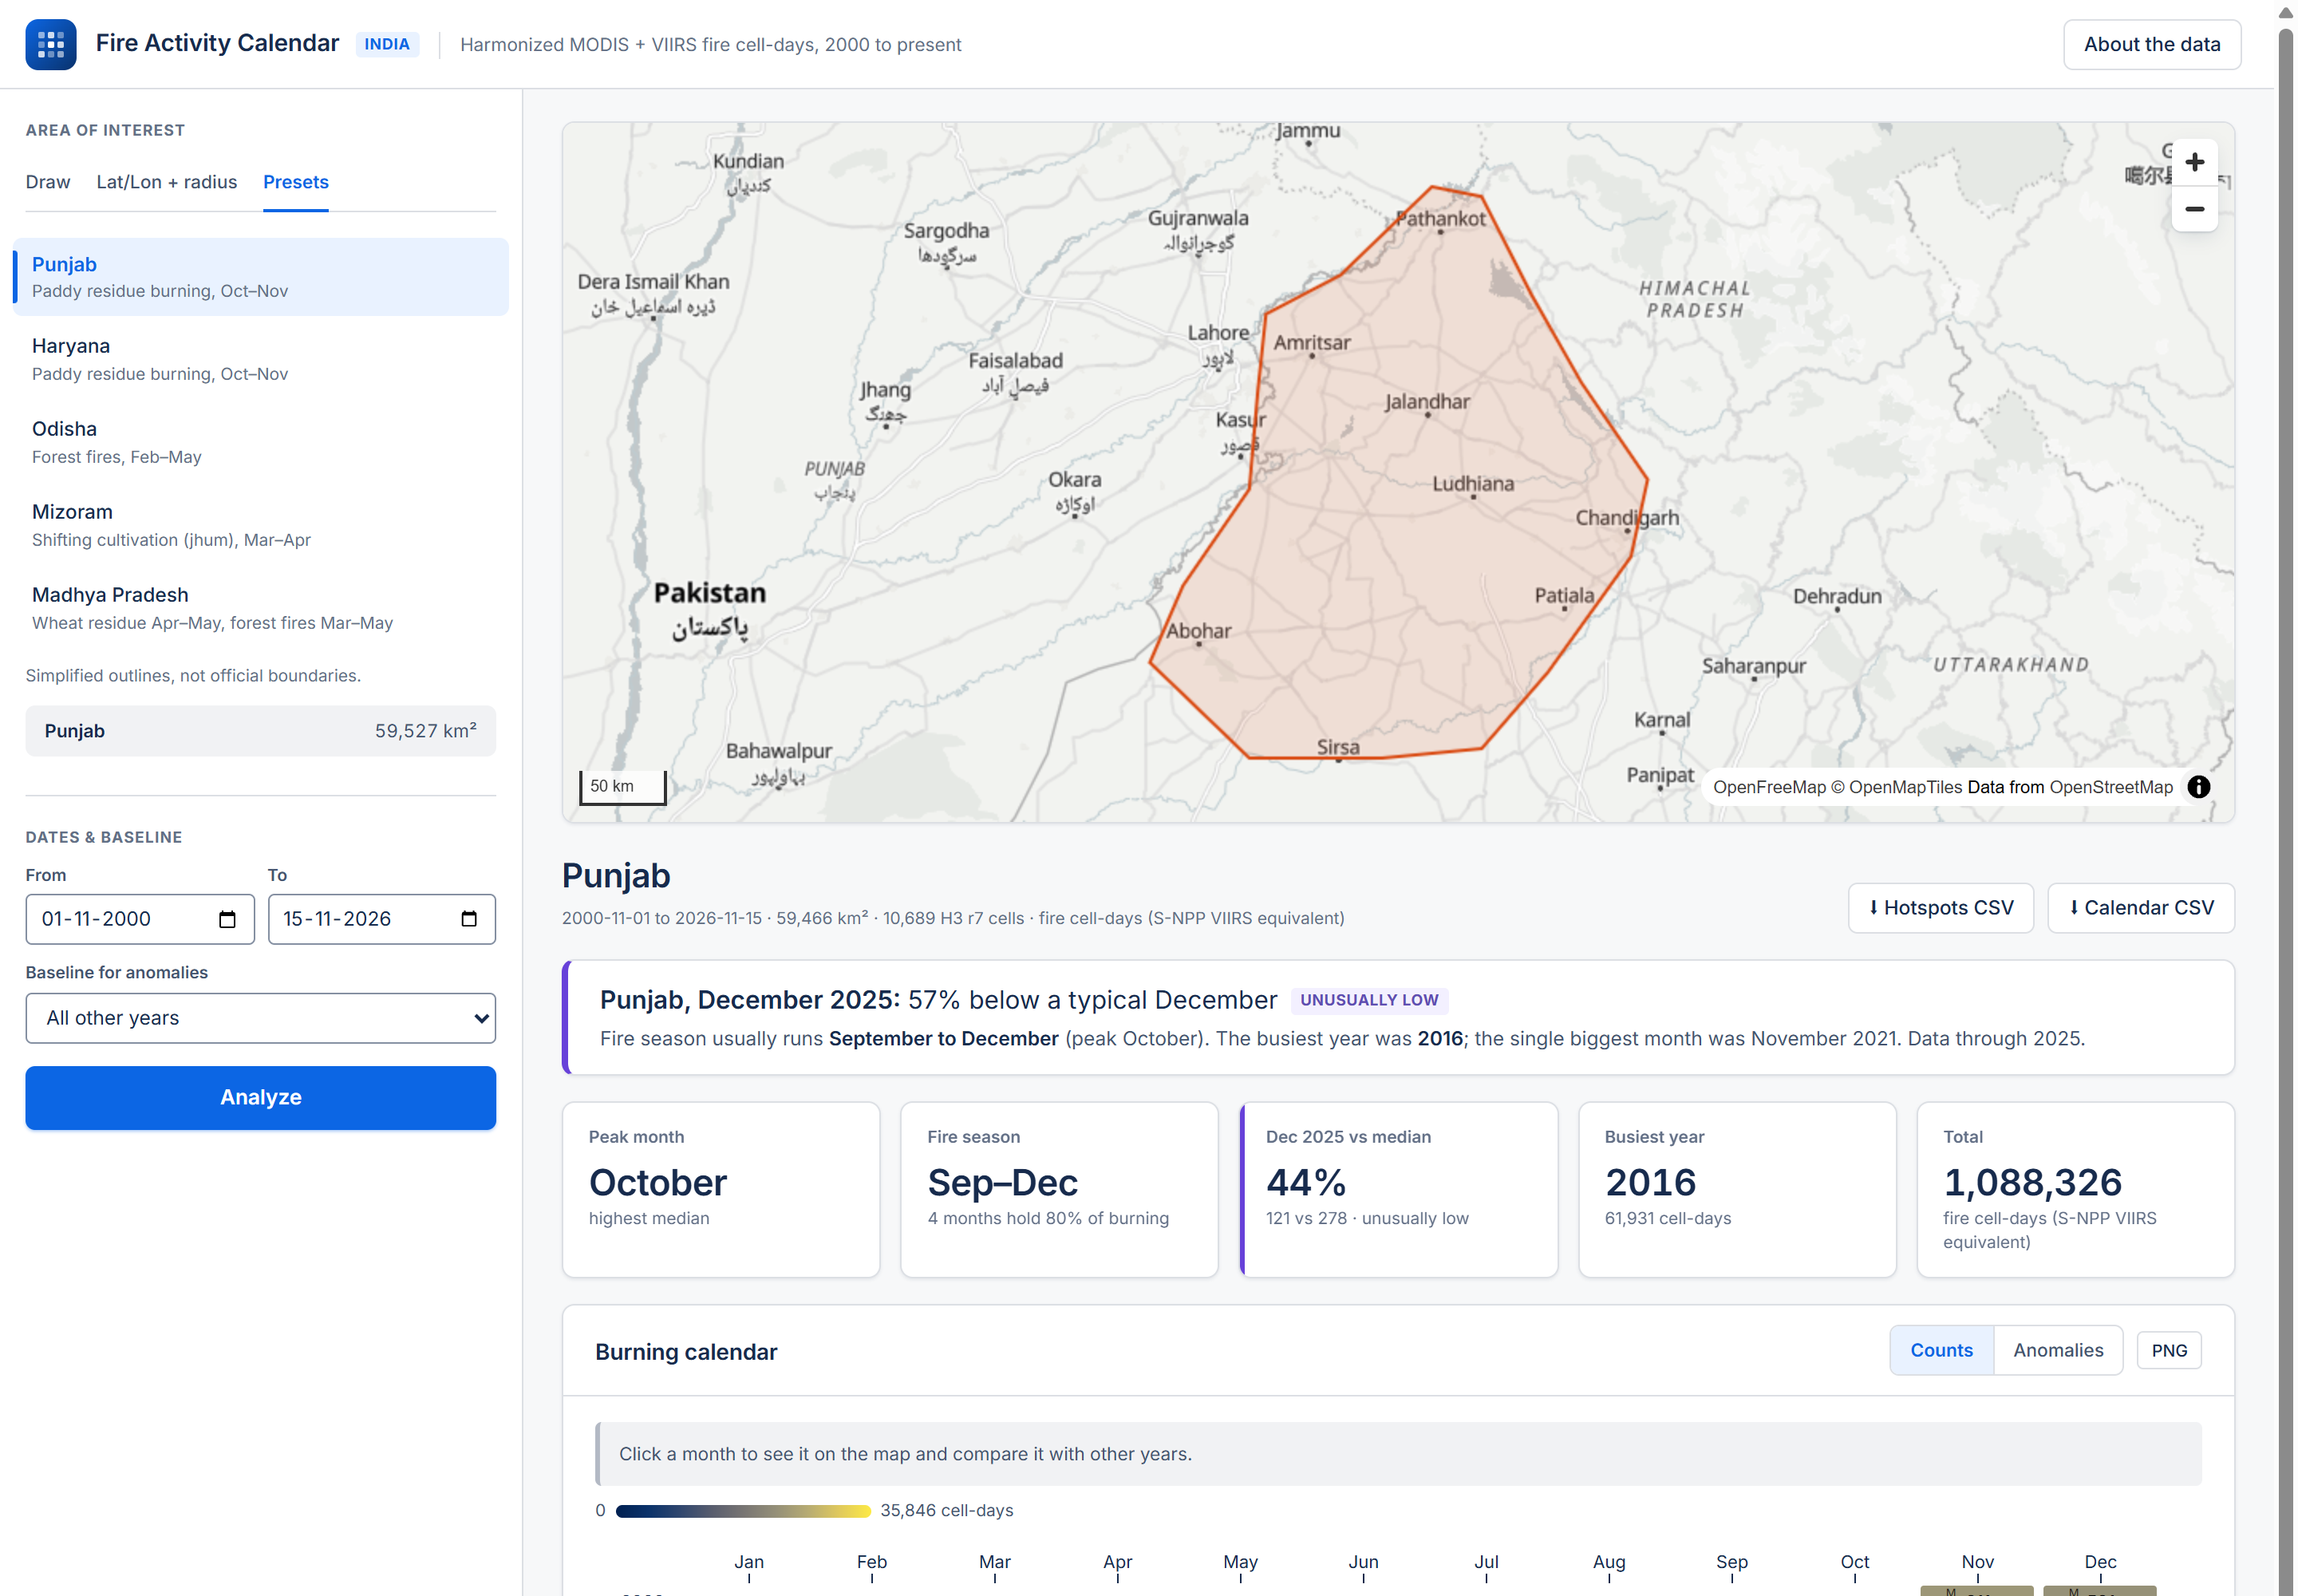 Fire Activity Calendar INDIA Harmonized MODIS + VIIRS fire cell-days, 2000 to present
About the data
AREA OF INTEREST
Draw Lat/Lon + radius Presets
Punjab
Paddy residue burning, Oct–Nov
Haryana
Paddy residue burning, Oct–Nov
Odisha
Forest fires, Feb–May
Mizoram
Shifting cultivation (jhum), Mar–Apr
Madhya Pradesh
Wheat residue Apr–May, forest fires Mar–May
Simplified outlines, not official boundaries.
Punjab 59,527 km²
DATES & BASELINE
From To
01-11-2000 15-11-2026
Baseline for anomalies
All other years
Analyze
Jammu
Kundian
کندیاں
Pathankot
Gujranwala
گوجرانوالہ
Sargodha
سرگودھا
Dera Ismail Khan
ڈیرہ اسماعیل خان
HIMACHAL
PRADESH
Lahore
لاہور
Amritsar
Faisalabad
فیصل آباد
Jhang
جھنگ
Jalandhar
Kasur
قصور
PUNJAB
پنجاب
Okara
اوکاڑہ
Ludhiana
Chandigarh
Pakistan
پاکستان
Patiala
Dehradun
Abohar
Saharanpur
UTTARAKHAND
Karnal
Sirsa
Bahawalpur
بہاولپور
Panipat
50 km
OpenFreeMap © OpenMapTiles Data from OpenStreetMap
Punjab
2000-11-01 to 2026-11-15 · 59,466 km² · 10,689 H3 r7 cells · fire cell-days (S-NPP VIIRS equivalent)
Hotspots CSV
Calendar CSV
Punjab, December 2025: 57% below a typical December UNUSUALLY LOW
Fire season usually runs September to December (peak October). The busiest year was 2016; the single biggest month was November 2021. Data through 2025.
Peak month
October
highest median
Fire season
Sep–Dec
4 months hold 80% of burning
Dec 2025 vs median
44%
121 vs 278 · unusually low
Busiest year
2016
61,931 cell-days
Total
1,088,326
fire cell-days (S-NPP VIIRS
equivalent)
Burning calendar
Counts Anomalies PNG
Click a month to see it on the map and compare it with other years.
0 35,846 cell-days
Jan Feb Mar Apr May Jun Jul Aug Sep Oct Nov Dec
M M